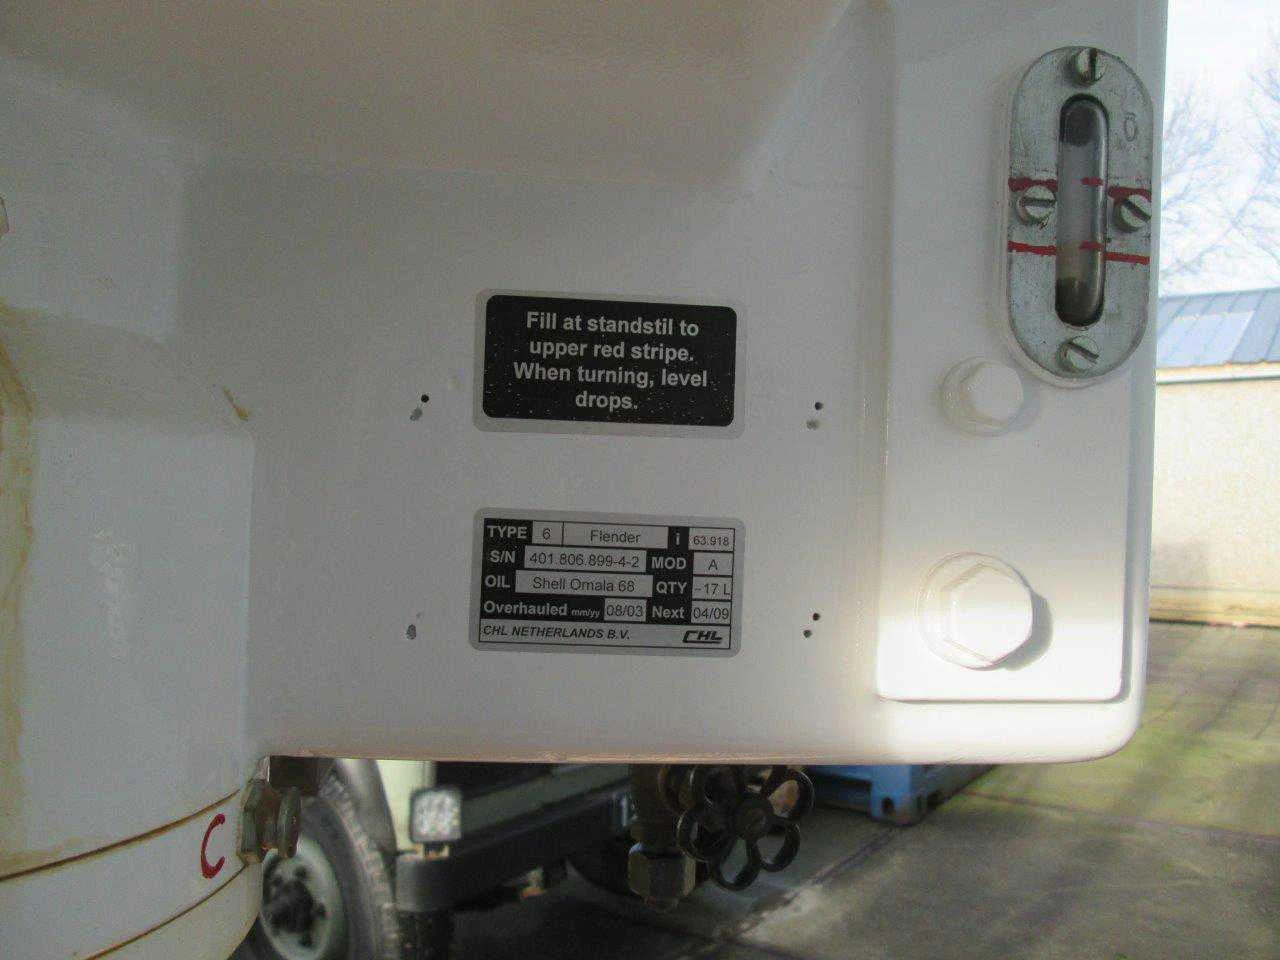 Fill at standstil to
upper red stripe.
When turning, level
drops.
TYPE 6 Flender i 63.918
S/N 401.806.899-4-2 MOD A
OIL Shell Omala 68 QTY ~17 L
Overhauled mm/yy 08/03 Next 04/09
CHL NETHERLANDS B.V. CHL
C